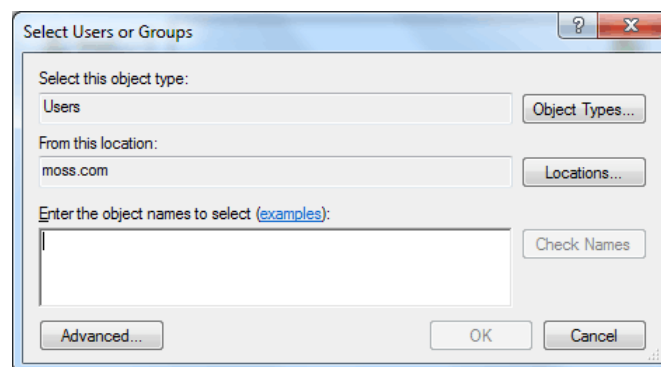 Select Users or Groups
Select this object type:
Users
Object Types...
From this location:
moss.com
Locations...
Enter the object names to select (examples):
Check Names
Advanced...
OK
Cancel